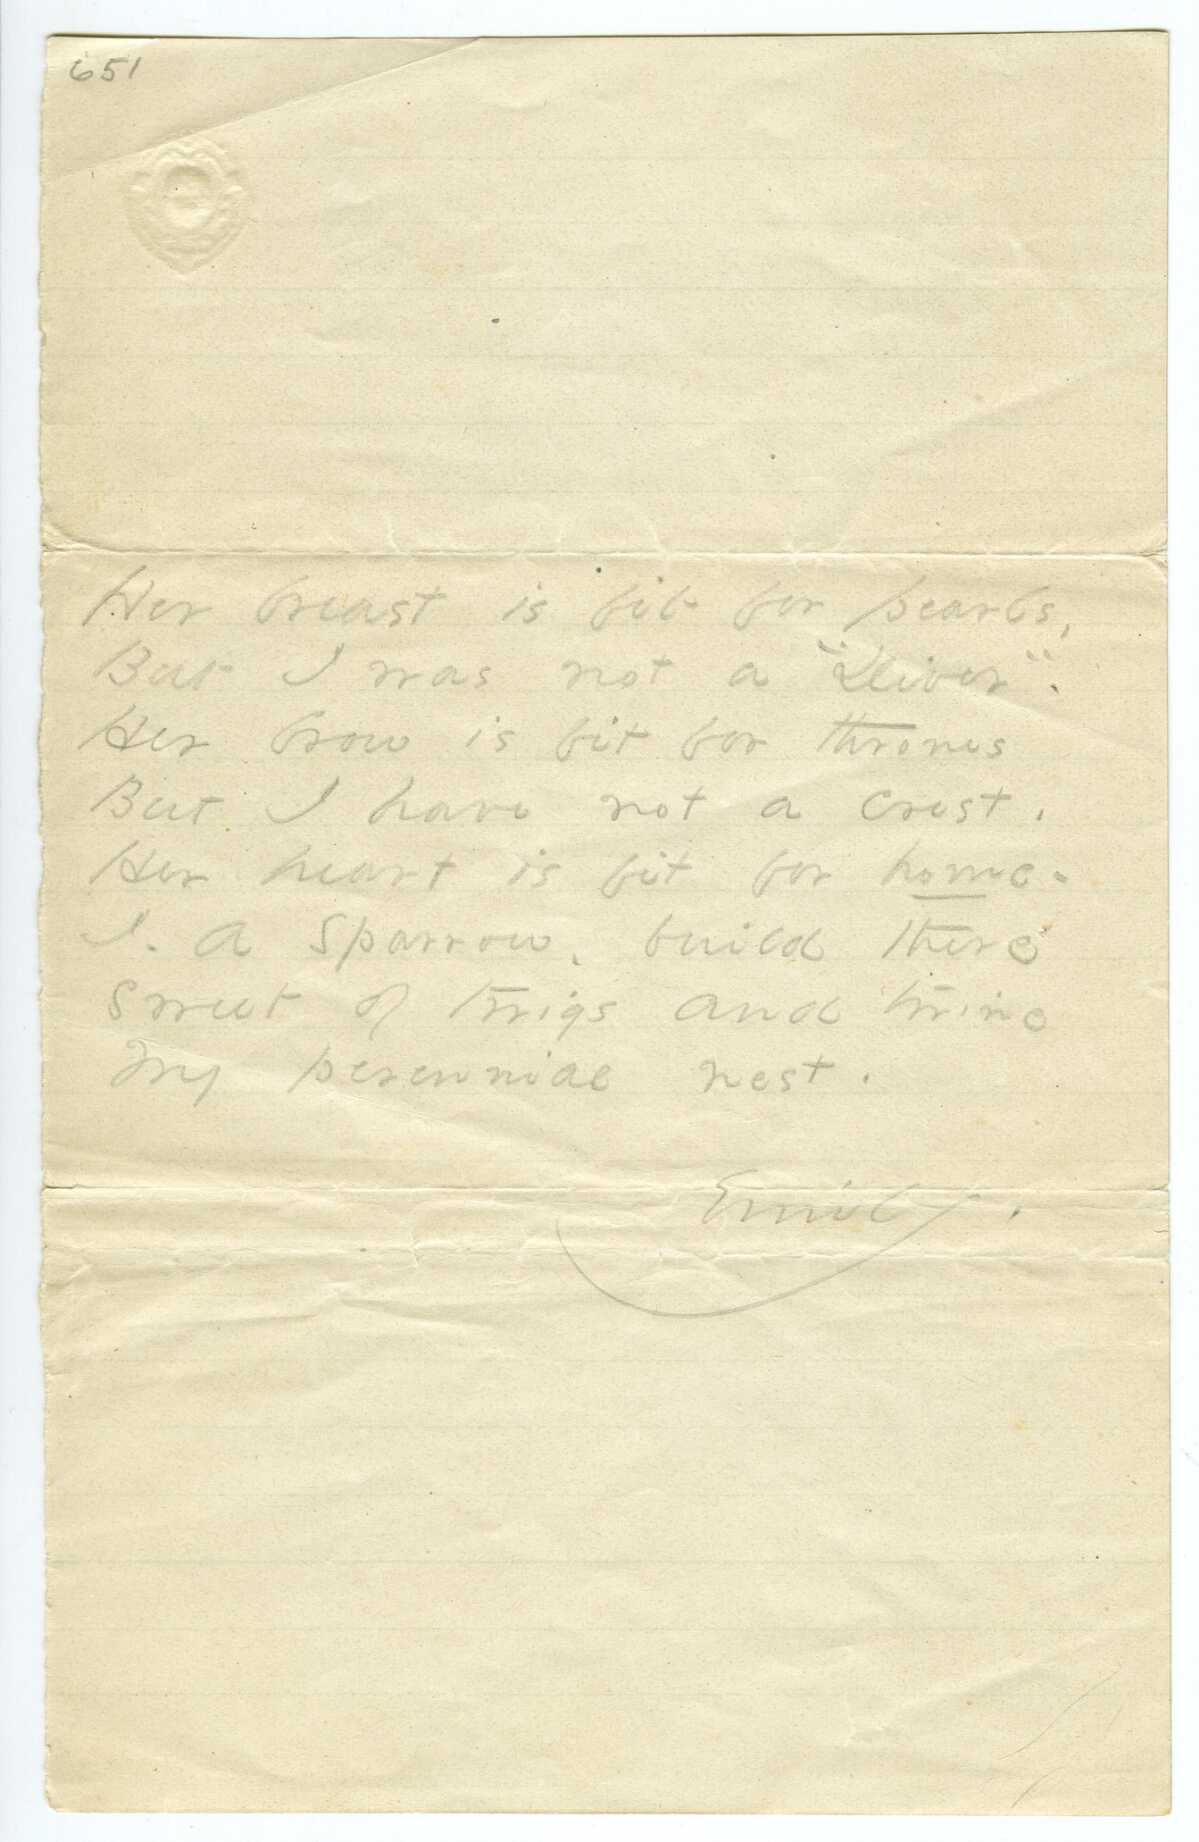 651
Her breast is fit for pearls,
But I was not a "Diver".
Her brow is fit for thrones
But I have not a crest.
Her heart is fit for home-
I. a Sparrow, build there
Sweet of twigs and twine
My perennial nest.
Emily.